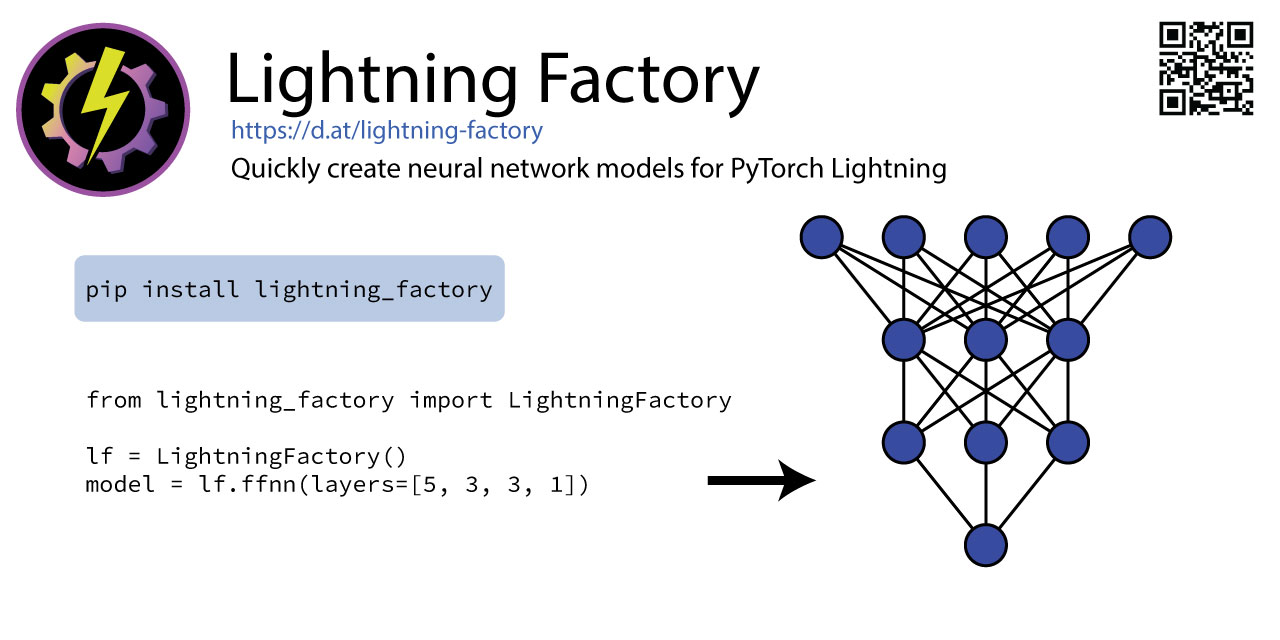 Lightning Factory
https://d.at/lightning-factory
Quickly create neural network models for PyTorch Lightning
pip install lightning_factory
from lightning_factory import LightningFactory
lf = LightningFactory()
model = lf.ffnn(layers=[5, 3, 3, 1])